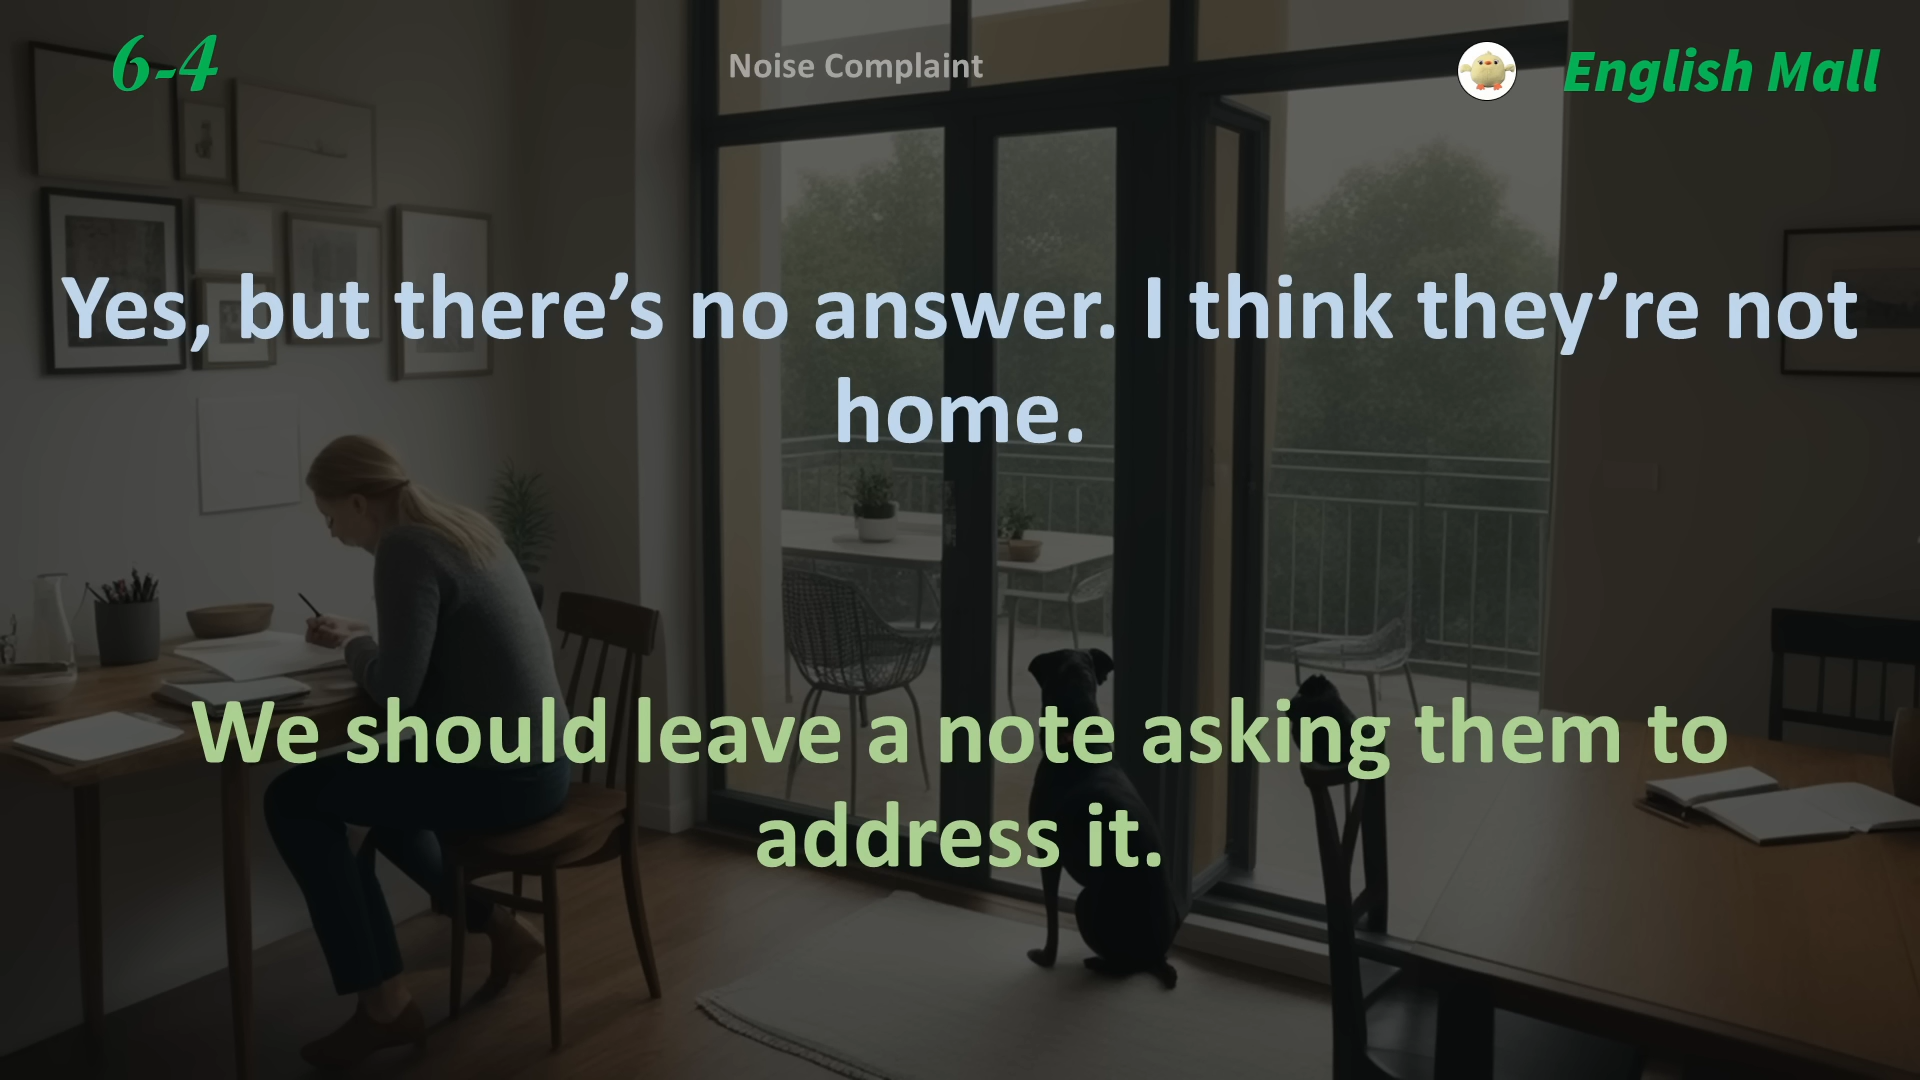 6-4
Noise Complaint
English Mall
Yes, but there’s no answer. I think they’re not
home.
We should leave a note asking them to
address it.